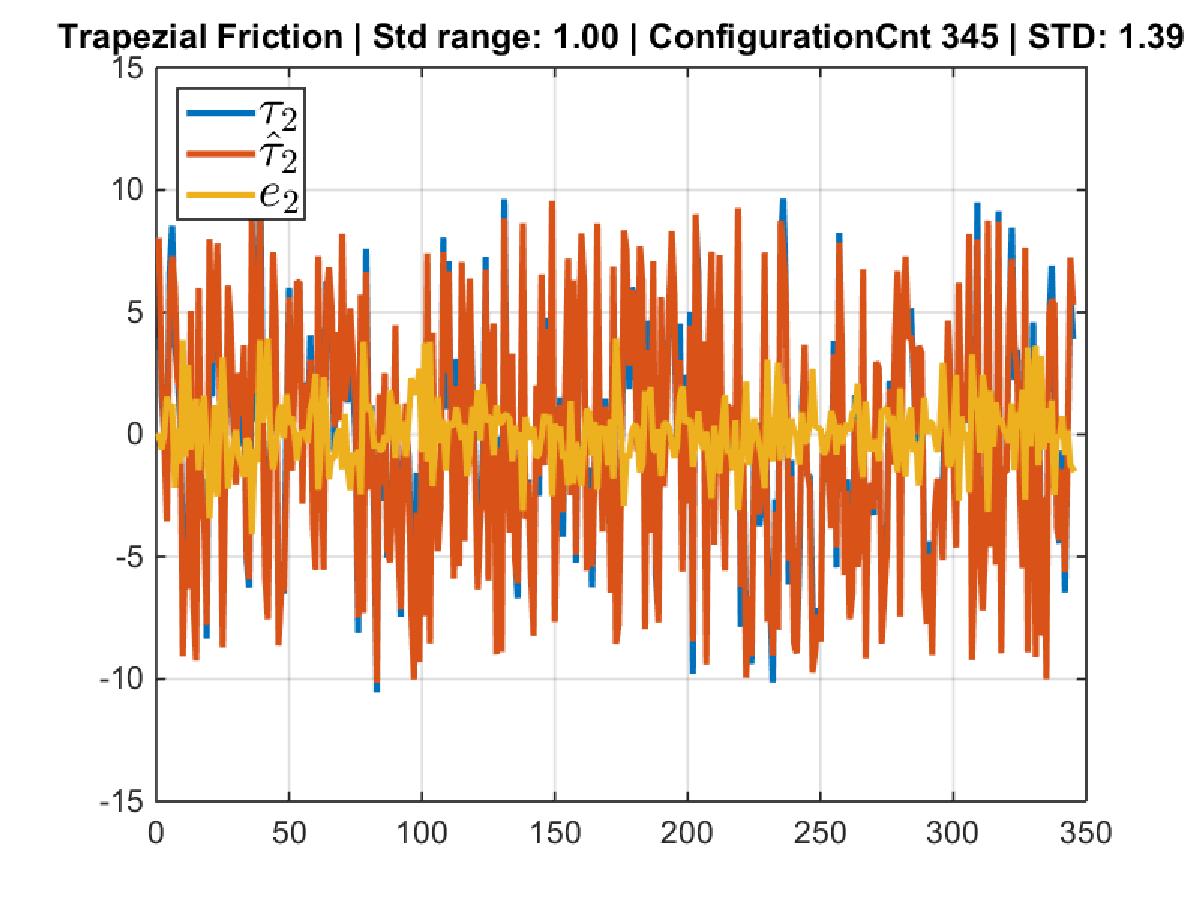 Trapezial Friction | Std range: 1.00 | ConfigurationCnt 345 | STD: 1.39
15
10
5
0
-5
-10
-15
τ₂
τ̂₂
e₂
0 50 100 150 200 250 300 350